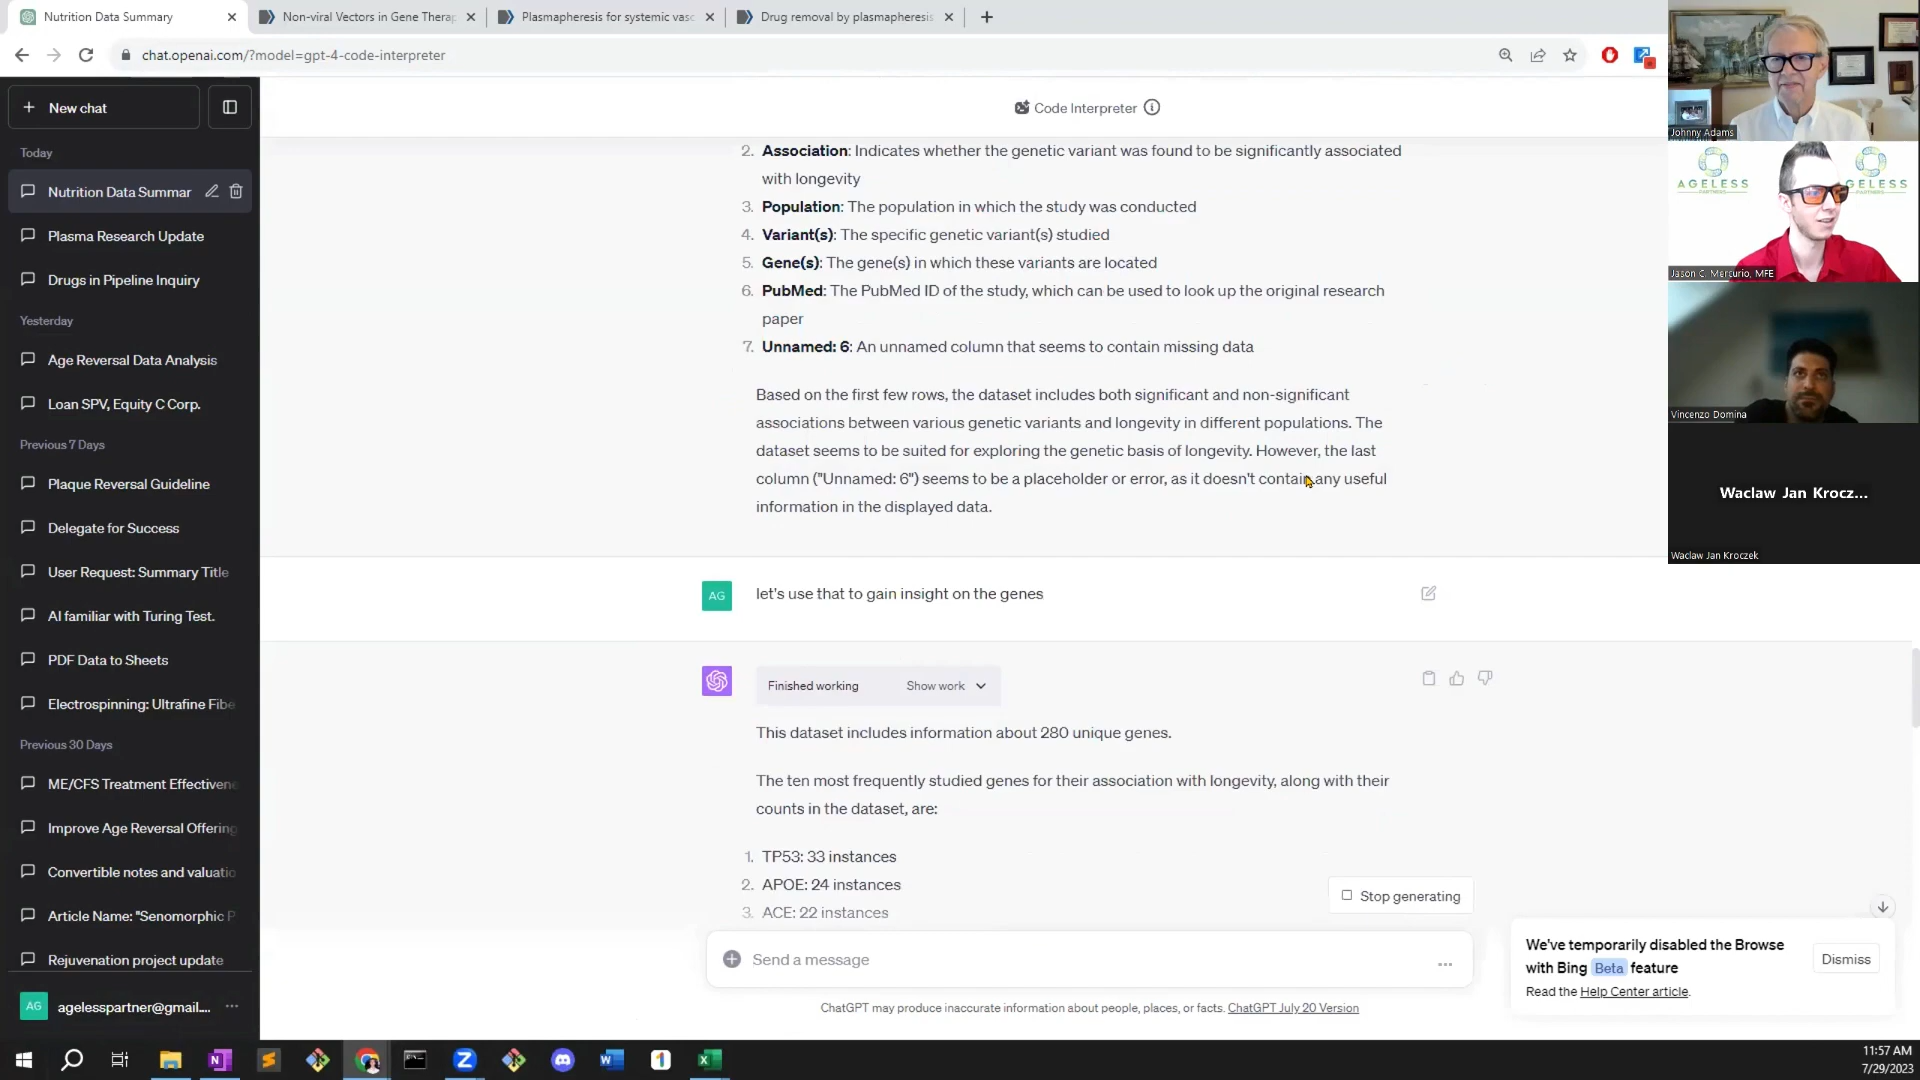 Nutrition Data Summary
Non-viral Vectors in Gene Therap
Plasmapheresis for systemic vasc
Drug removal by plasmapheresis
chat.openai.com/?model=gpt-4-code-interpreter
New chat
Today
Nutrition Data Summar
Plasma Research Update
Drugs in Pipeline Inquiry
Yesterday
Age Reversal Data Analysis
Loan SPV, Equity C Corp.
Previous 7 Days
Plaque Reversal Guideline
Delegate for Success
User Request: Summary Title
AI familiar with Turing Test.
PDF Data to Sheets
Electrospinning: Ultrafine Fibe
Previous 30 Days
ME/CFS Treatment Effectivene
Improve Age Reversal Offering
Convertible notes and valuatio
Article Name: "Senomorphic P
Rejuvenation project update
AG
agelesspartner@gmail....
Code Interpreter
2. Association: Indicates whether the genetic variant was found to be significantly associated
with longevity
3. Population: The population in which the study was conducted
4. Variant(s): The specific genetic variant(s) studied
5. Gene(s): The gene(s) in which these variants are located
6. PubMed: The PubMed ID of the study, which can be used to look up the original research
paper
7. Unnamed: 6: An unnamed column that seems to contain missing data
Based on the first few rows, the dataset includes both significant and non-significant
associations between various genetic variants and longevity in different populations. The
dataset seems to be suited for exploring the genetic basis of longevity. However, the last
column ("Unnamed: 6") seems to be a placeholder or error, as it doesn't contain any useful
information in the displayed data.
AG
let's use that to gain insight on the genes
Finished working Show work
This dataset includes information about 280 unique genes.
The ten most frequently studied genes for their association with longevity, along with their
counts in the dataset, are:
1. TP53: 33 instances
2. APOE: 24 instances
3. ACE: 22 instances
Stop generating
Send a message
ChatGPT may produce inaccurate information about people, places, or facts. ChatGPT July 20 Version
We've temporarily disabled the Browse
with Bing Beta feature
Read the Help Center article.
Dismiss
Johnny Adams
AGELESS
PARTNERS
GELESS
PARTNERS
Jason C. Mercurio, MFE
Vincenzo Domina
Waclaw Jan Krocz...
Waclaw Jan Kroczek
11:57 AM
7/29/2023